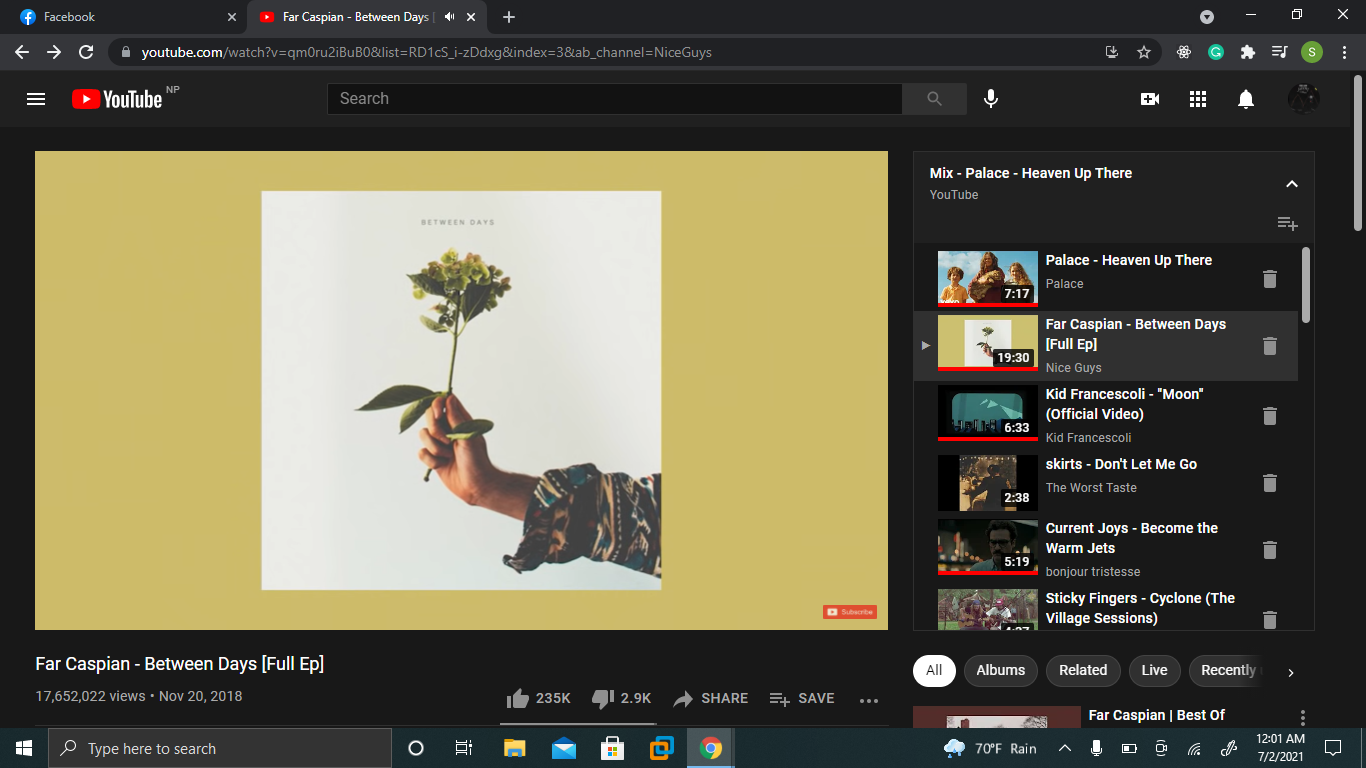 Facebook
Far Caspian - Between Days |
youtube.com/watch?v=qm0ru2iBuB0&list=RD1cS_i-zDdxg&index=3&ab_channel=NiceGuys
S
YouTube NP
Search
BETWEEN DAYS
Subscribe
Mix - Palace - Heaven Up There
YouTube
Palace - Heaven Up There
Palace
7:17
Far Caspian - Between Days
[Full Ep]
Nice Guys
19:30
Kid Francescoli - "Moon"
(Official Video)
Kid Francescoli
6:33
skirts - Don't Let Me Go
The Worst Taste
2:38
Current Joys - Become the
Warm Jets
bonjour tristesse
5:19
Sticky Fingers - Cyclone (The
Village Sessions)
Far Caspian - Between Days [Full Ep]
17,652,022 views • Nov 20, 2018
235K
2.9K
SHARE
SAVE
All
Albums
Related
Live
Recently
Far Caspian | Best Of
Type here to search
70°F Rain
12:01 AM
7/2/2021